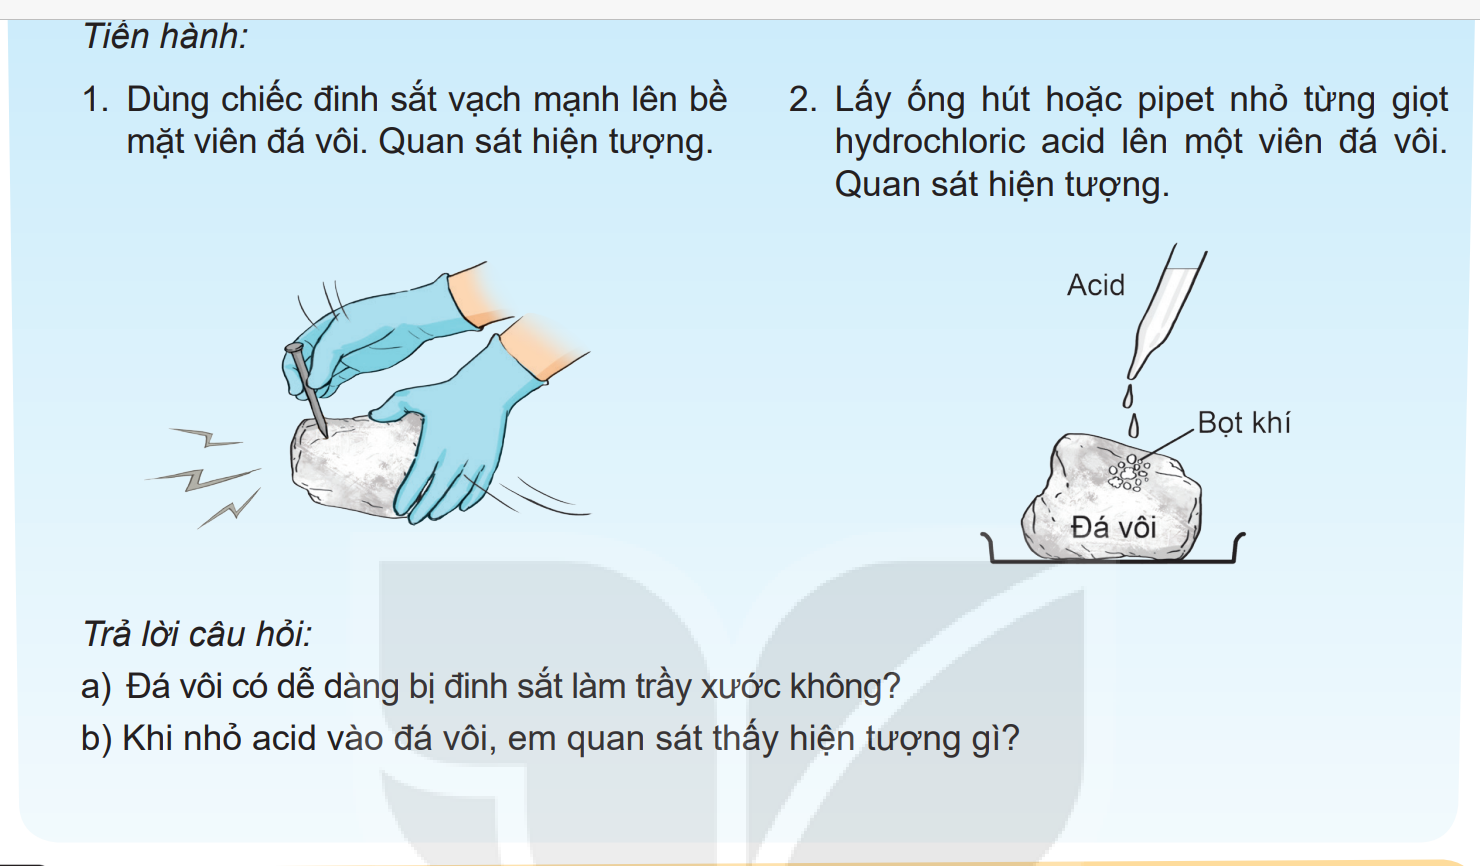 Tiến hành:
1. Dùng chiếc đinh sắt vạch mạnh lên bề
mặt viên đá vôi. Quan sát hiện tượng.
2. Lấy ống hút hoặc pipet nhỏ từng giọt
hydrochloric acid lên một viên đá vôi.
Quan sát hiện tượng.
Acid
Bọt khí
Đá vôi
Trả lời câu hỏi:
a) Đá vôi có dễ dàng bị đinh sắt làm trầy xước không?
b) Khi nhỏ acid vào đá vôi, em quan sát thấy hiện tượng gì?